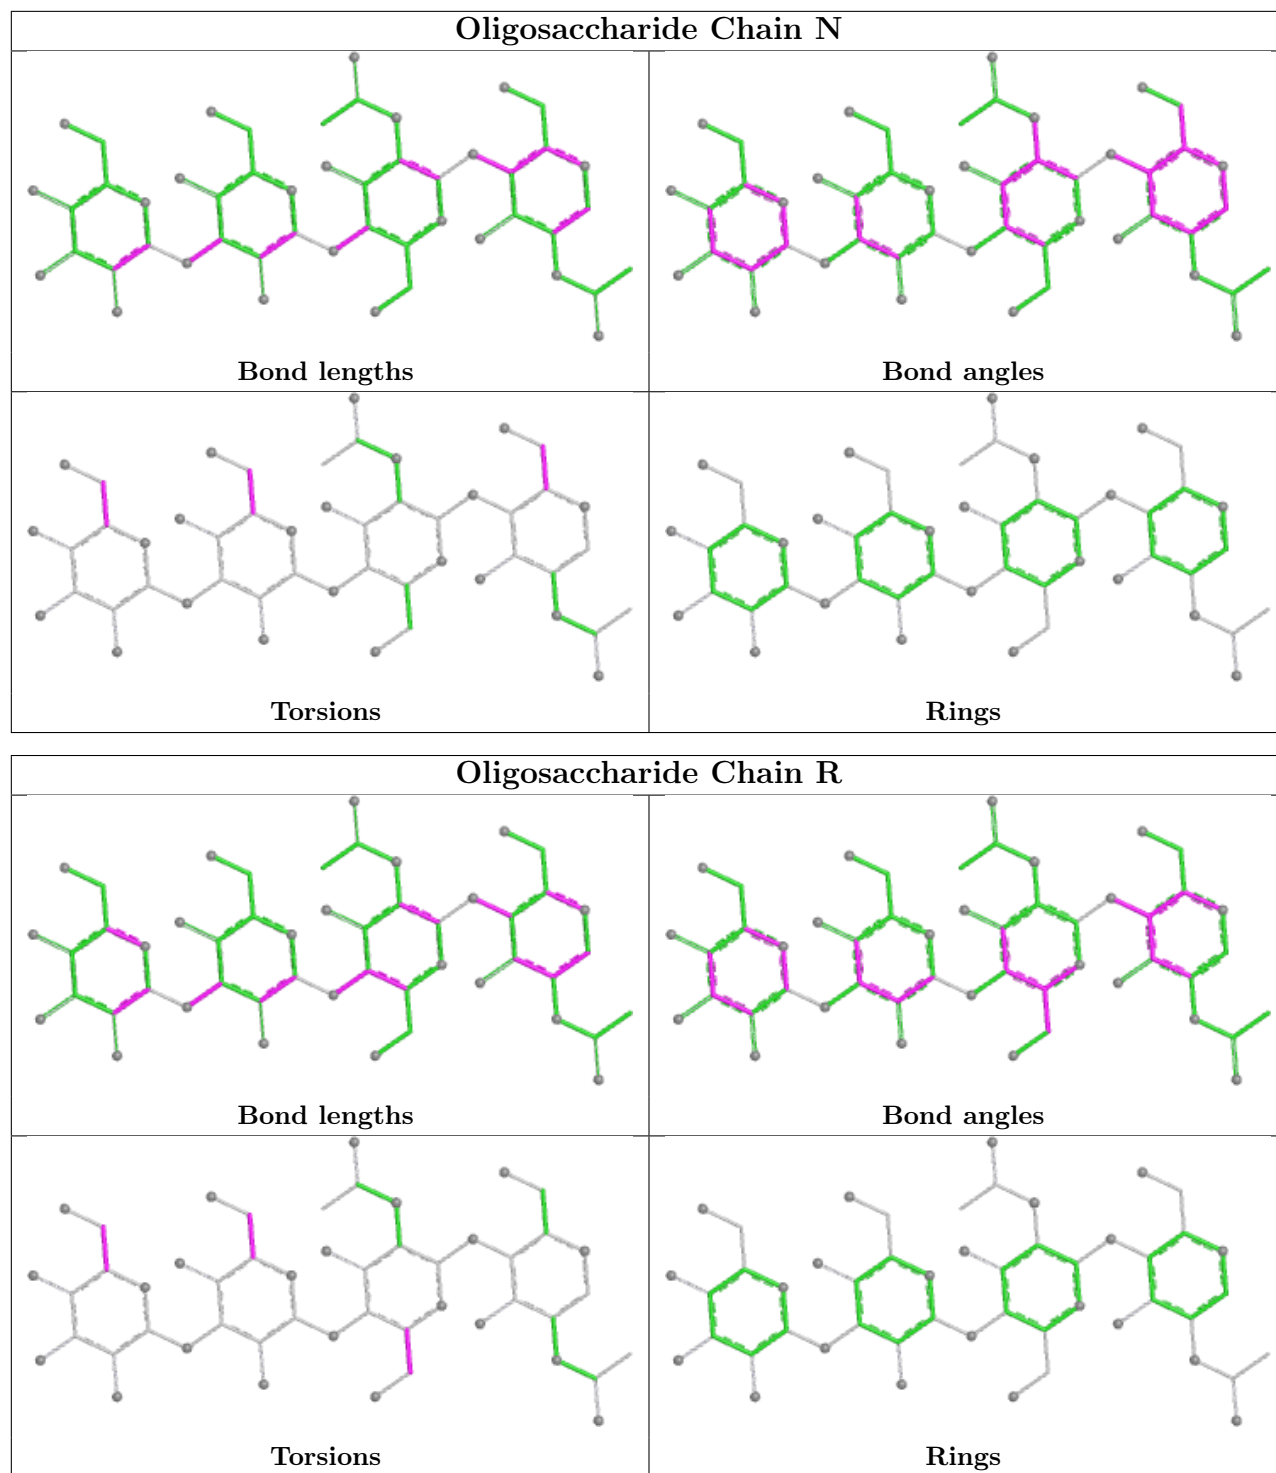 Oligosaccharide Chain N
Bond lengths
Bond angles
Torsions
Rings
Oligosaccharide Chain R
Bond lengths
Bond angles
Torsions
Rings